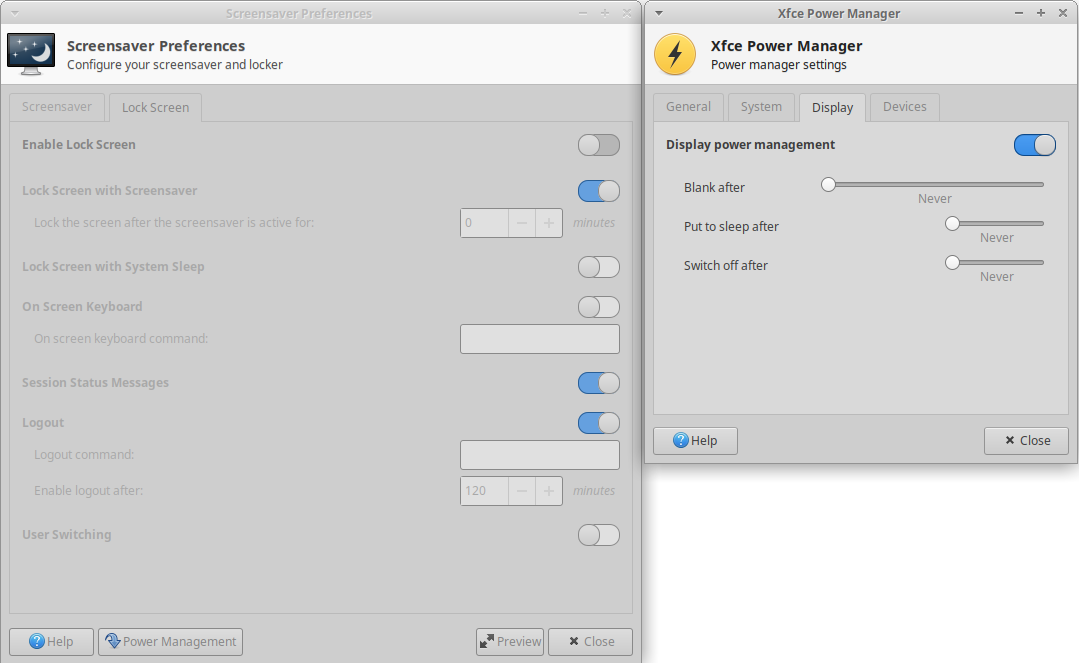 Screensaver Preferences
Screensaver Preferences
Configure your screensaver and locker
Screensaver
Lock Screen
Enable Lock Screen
Lock Screen with Screensaver
Lock the screen after the screensaver is active for:
0
minutes
Lock Screen with System Sleep
On Screen Keyboard
On screen keyboard command:
Session Status Messages
Logout
Logout command:
Enable logout after:
120
minutes
User Switching
Help
Power Management
Preview
Close
Xfce Power Manager
Xfce Power Manager
Power manager settings
General
System
Display
Devices
Display power management
Blank after
Never
Put to sleep after
Never
Switch off after
Never
Help
Close